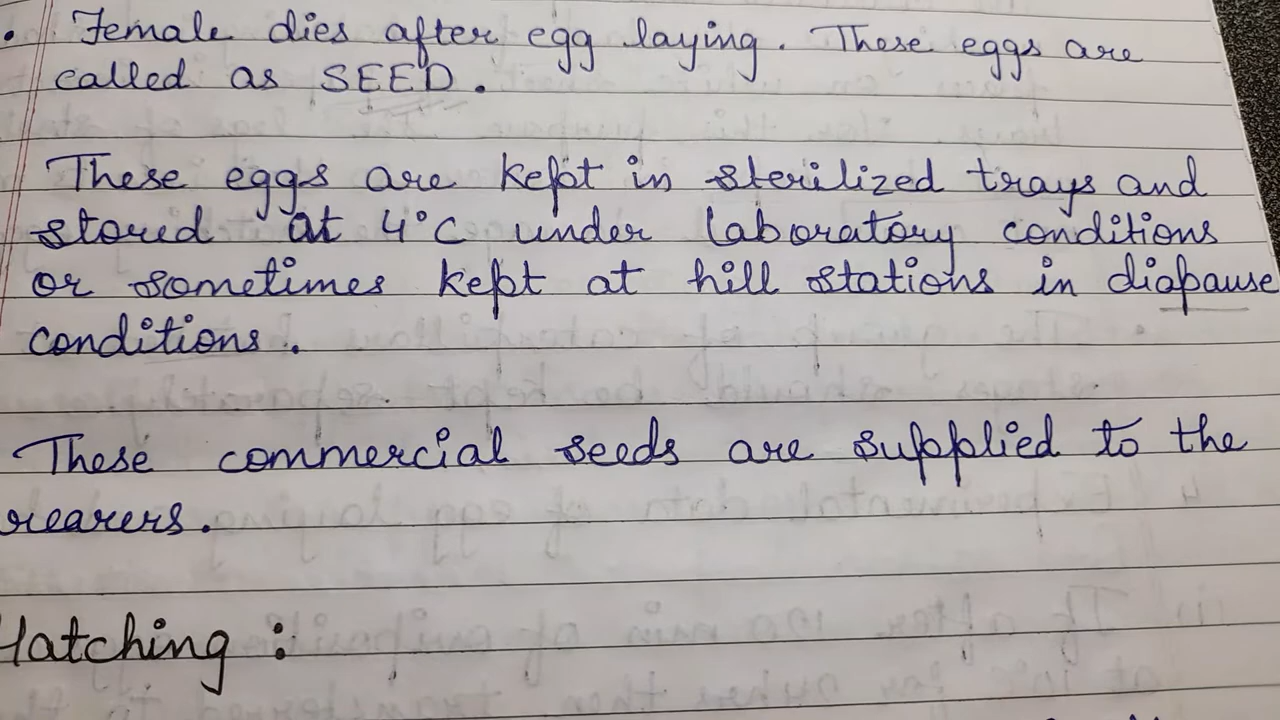 . Female dies after egg laying. These eggs are
called as SEED.
These eggs are kept in sterilized trays and
stored at 4°C under laboratory conditions
or sometimes kept at hill stations in diapause
conditions.
These commercial seeds are supplied to the
rearers.
Hatching :